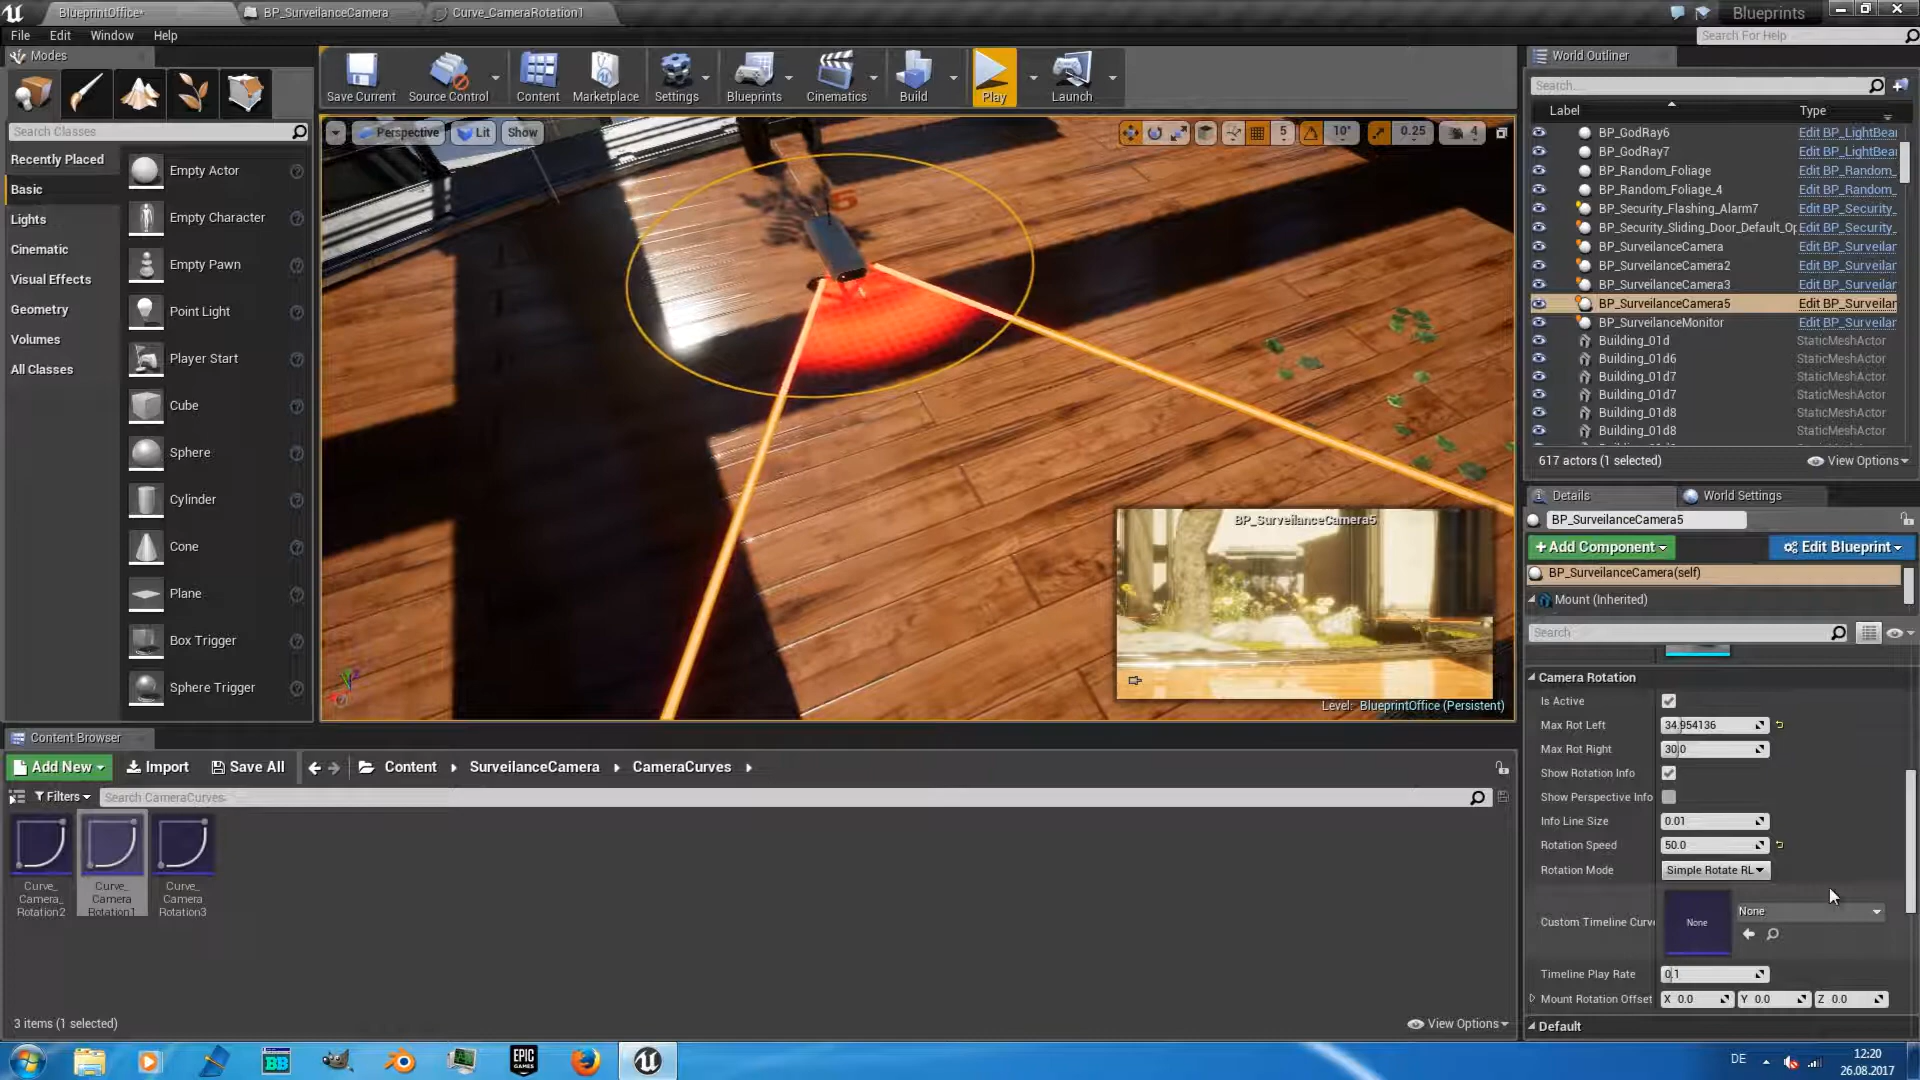 BlueprintOffice*
BP_SurveilanceCamera
Curve_CameraRotation1
Blueprints
File Edit Window Help
Search For Help
Modes
Search Classes
Recently Placed
Basic
Lights
Cinematic
Visual Effects
Geometry
Volumes
All Classes
Empty Actor
Empty Character
Empty Pawn
Point Light
Player Start
Cube
Sphere
Cylinder
Cone
Plane
Box Trigger
Sphere Trigger
Save Current
Source Control
Content
Marketplace
Settings
Blueprints
Cinematics
Build
Play
Launch
Perspective
Lit
Show
5
10°
0.25
4
5
BP_SurveilanceCamera5
Level: BlueprintOffice (Persistent)
World Outliner
Search...
Label Type
BP_GodRay6 Edit BP_LightBea
BP_GodRay7 Edit BP_LightBea
BP_Random_Foliage Edit BP_Random_
BP_Random_Foliage_4 Edit BP_Random_
BP_Security_Flashing_Alarm7 Edit BP_Security_
BP_Security_Sliding_Door_Default_Op Edit BP_Security_
BP_SurveilanceCamera Edit BP_Surveilar
BP_SurveilanceCamera2 Edit BP_Surveilar
BP_SurveilanceCamera3 Edit BP_Surveilar
BP_SurveilanceCamera5 Edit BP_Surveilar
BP_SurveilanceMonitor Edit BP_Surveilar
Building_01d StaticMeshActor
Building_01d6 StaticMeshActor
Building_01d7 StaticMeshActor
Building_01d7 StaticMeshActor
Building_01d8 StaticMeshActor
Building_01d8 StaticMeshActor
617 actors (1 selected)
View Options
Details
World Settings
BP_SurveilanceCamera5
+Add Component
Edit Blueprint
BP_SurveilanceCamera(self)
Mount (Inherited)
Search
Camera Rotation
Is Active
Max Rot Left 34.954136
Max Rot Right 30.0
Show Rotation Info
Show Perspective Info
Info Line Size 0.01
Rotation Speed 50.0
Rotation Mode Simple Rotate RL
Custom Timeline Curv None None
Timeline Play Rate 0.1
Mount Rotation Offset X 0.0 Y 0.0 Z 0.0
Default
Content Browser
Add New
Import
Save All
Content
SurveilanceCamera
CameraCurves
Filters
Search CameraCurves
Curve_
Camera_
Rotation2
Curve_
Camera
Rotation1
Curve_
Camera
Rotation3
3 items (1 selected)
View Options
BB
EPIC
GAMES
DE
12:20
26.08.2017